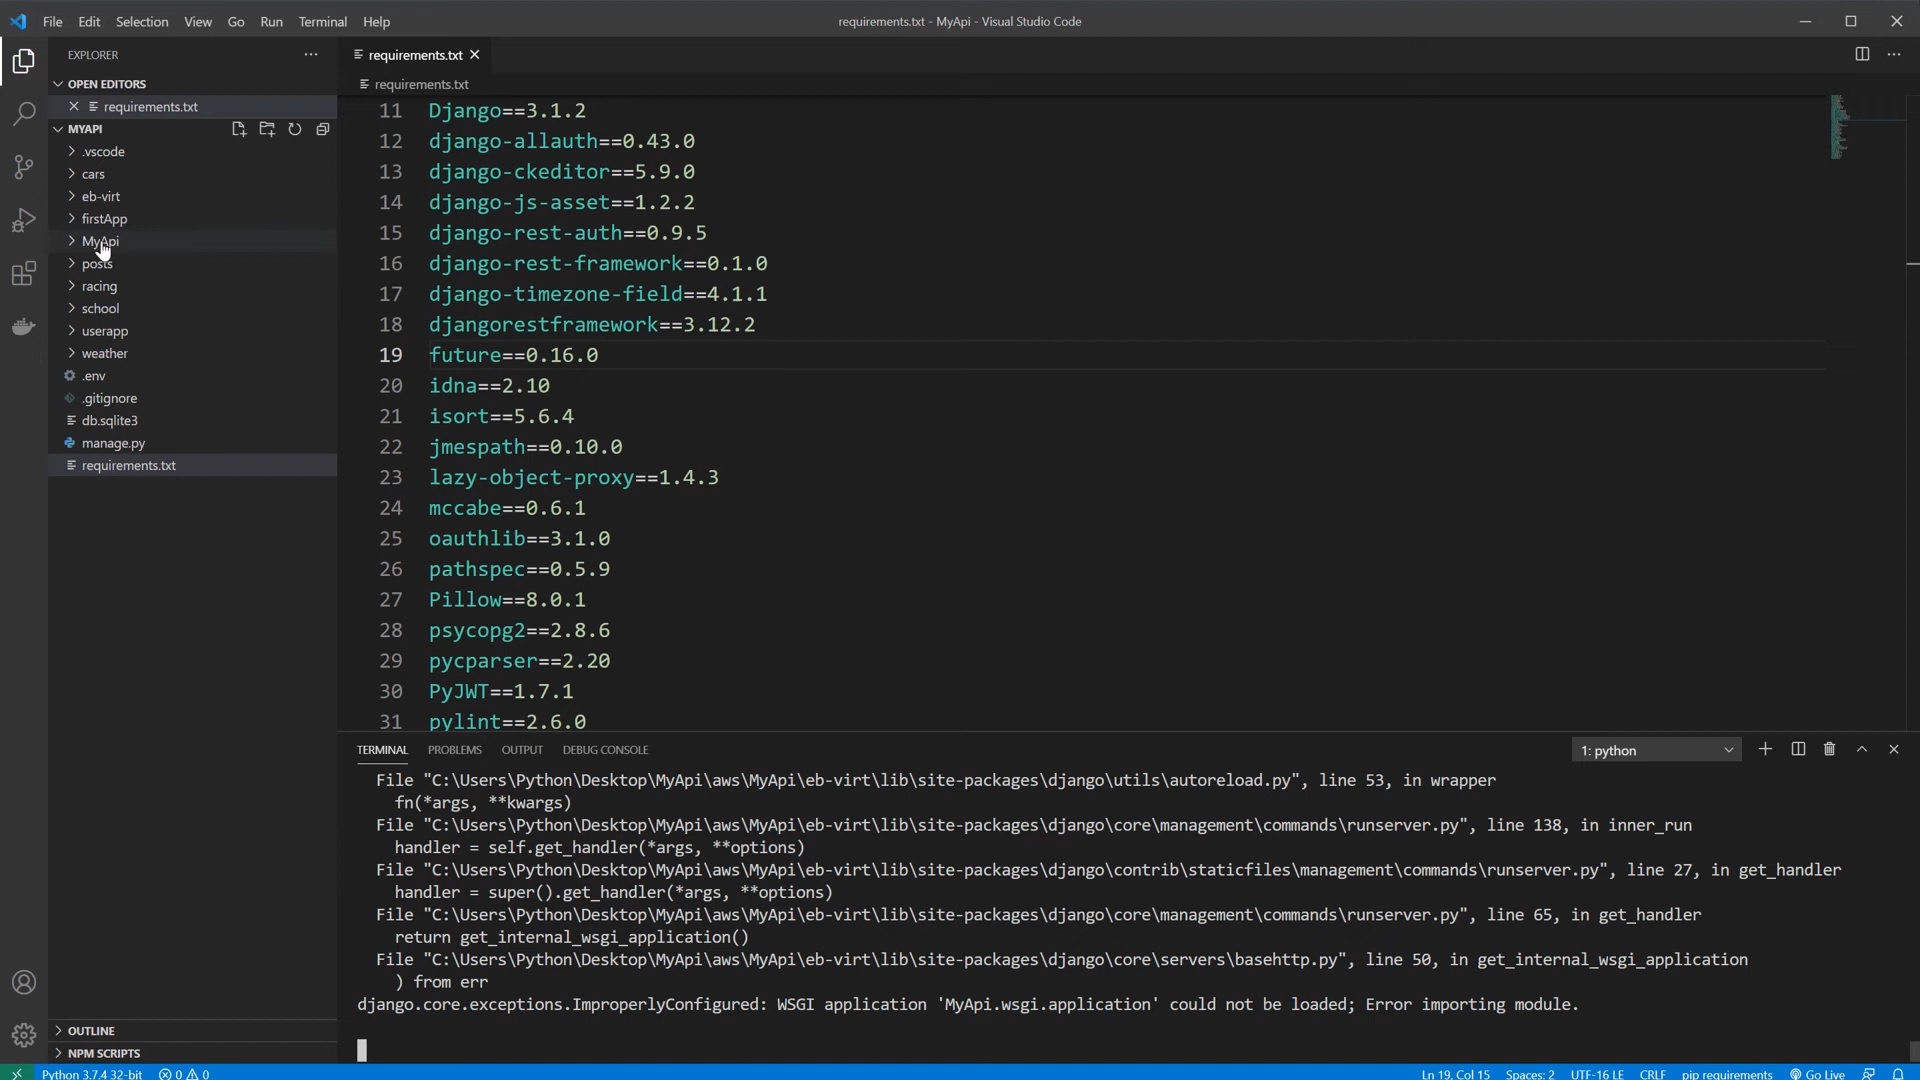 File Edit Selection View Go Run Terminal Help
requirements.txt - MyApi - Visual Studio Code
EXPLORER
OPEN EDITORS
requirements.txt
MYAPI
.vscode
cars
eb-virt
firstApp
MyApi
posts
racing
school
userapp
weather
.env
.gitignore
db.sqlite3
manage.py
requirements.txt
OUTLINE
NPM SCRIPTS
requirements.txt
requirements.txt
11 Django==3.1.2
12 django-allauth==0.43.0
13 django-ckeditor==5.9.0
14 django-js-asset==1.2.2
15 django-rest-auth==0.9.5
16 django-rest-framework==0.1.0
17 django-timezone-field==4.1.1
18 djangorestframework==3.12.2
19 future==0.16.0
20 idna==2.10
21 isort==5.6.4
22 jmespath==0.10.0
23 lazy-object-proxy==1.4.3
24 mccabe==0.6.1
25 oauthlib==3.1.0
26 pathspec==0.5.9
27 Pillow==8.0.1
28 psycopg2==2.8.6
29 pycparser==2.20
30 PyJWT==1.7.1
31 pylint==2.6.0
TERMINAL PROBLEMS OUTPUT DEBUG CONSOLE
1: python
File "C:\Users\Python\Desktop\MyApi\aws\MyApi\eb-virt\lib\site-packages\django\utils\autoreload.py", line 53, in wrapper
fn(*args, **kwargs)
File "C:\Users\Python\Desktop\MyApi\aws\MyApi\eb-virt\lib\site-packages\django\core\management\commands\runserver.py", line 138, in inner_run
handler = self.get_handler(*args, **options)
File "C:\Users\Python\Desktop\MyApi\aws\MyApi\eb-virt\lib\site-packages\django\contrib\staticfiles\management\commands\runserver.py", line 27, in get_handler
handler = super().get_handler(*args, **options)
File "C:\Users\Python\Desktop\MyApi\aws\MyApi\eb-virt\lib\site-packages\django\core\management\commands\runserver.py", line 65, in get_handler
return get_internal_wsgi_application()
File "C:\Users\Python\Desktop\MyApi\aws\MyApi\eb-virt\lib\site-packages\django\core\servers\basehttp.py", line 50, in get_internal_wsgi_application
) from err
django.core.exceptions.ImproperlyConfigured: WSGI application 'MyApi.wsgi.application' could not be loaded; Error importing module.
Python 3.7.4 32-bit 0 0 Ln 19, Col 15 Spaces: 2 UTF-16 LE CRLF pip requirements Go Live